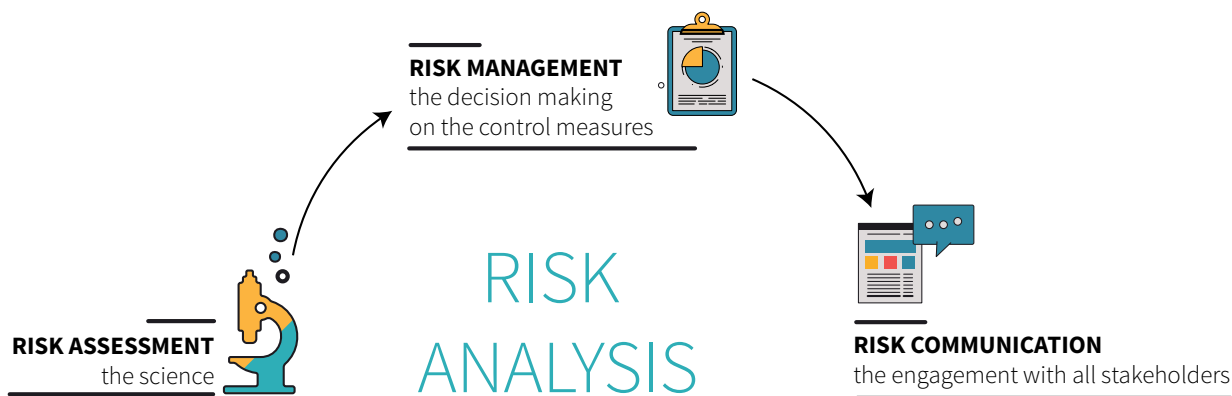 RISK MANAGEMENT
the decision making
on the control measures
RISK ASSESSMENT
the science
RISK
ANALYSIS
RISK COMMUNICATION
the engagement with all stakeholders